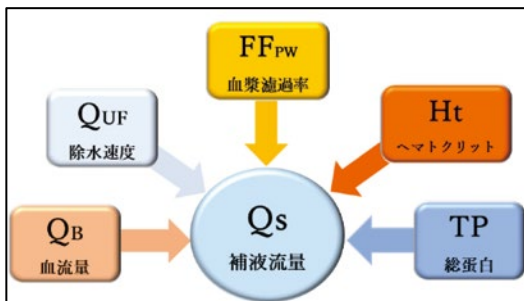 FFPW
血漿濾過率
QUF
除水速度
Ht
ヘマトクリット
QB
血流量
Qs
補液流量
TP
総蛋白